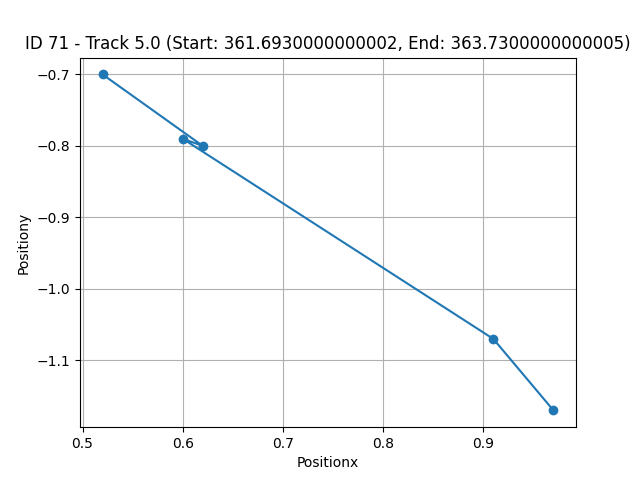 ID 71 - Track 5.0 (Start: 361.6930000000002, End: 363.7300000000005)
−0.7
−0.8
−0.9
−1.0
−1.1
Positiony
0.5 0.6 0.7 0.8 0.9
Positionx